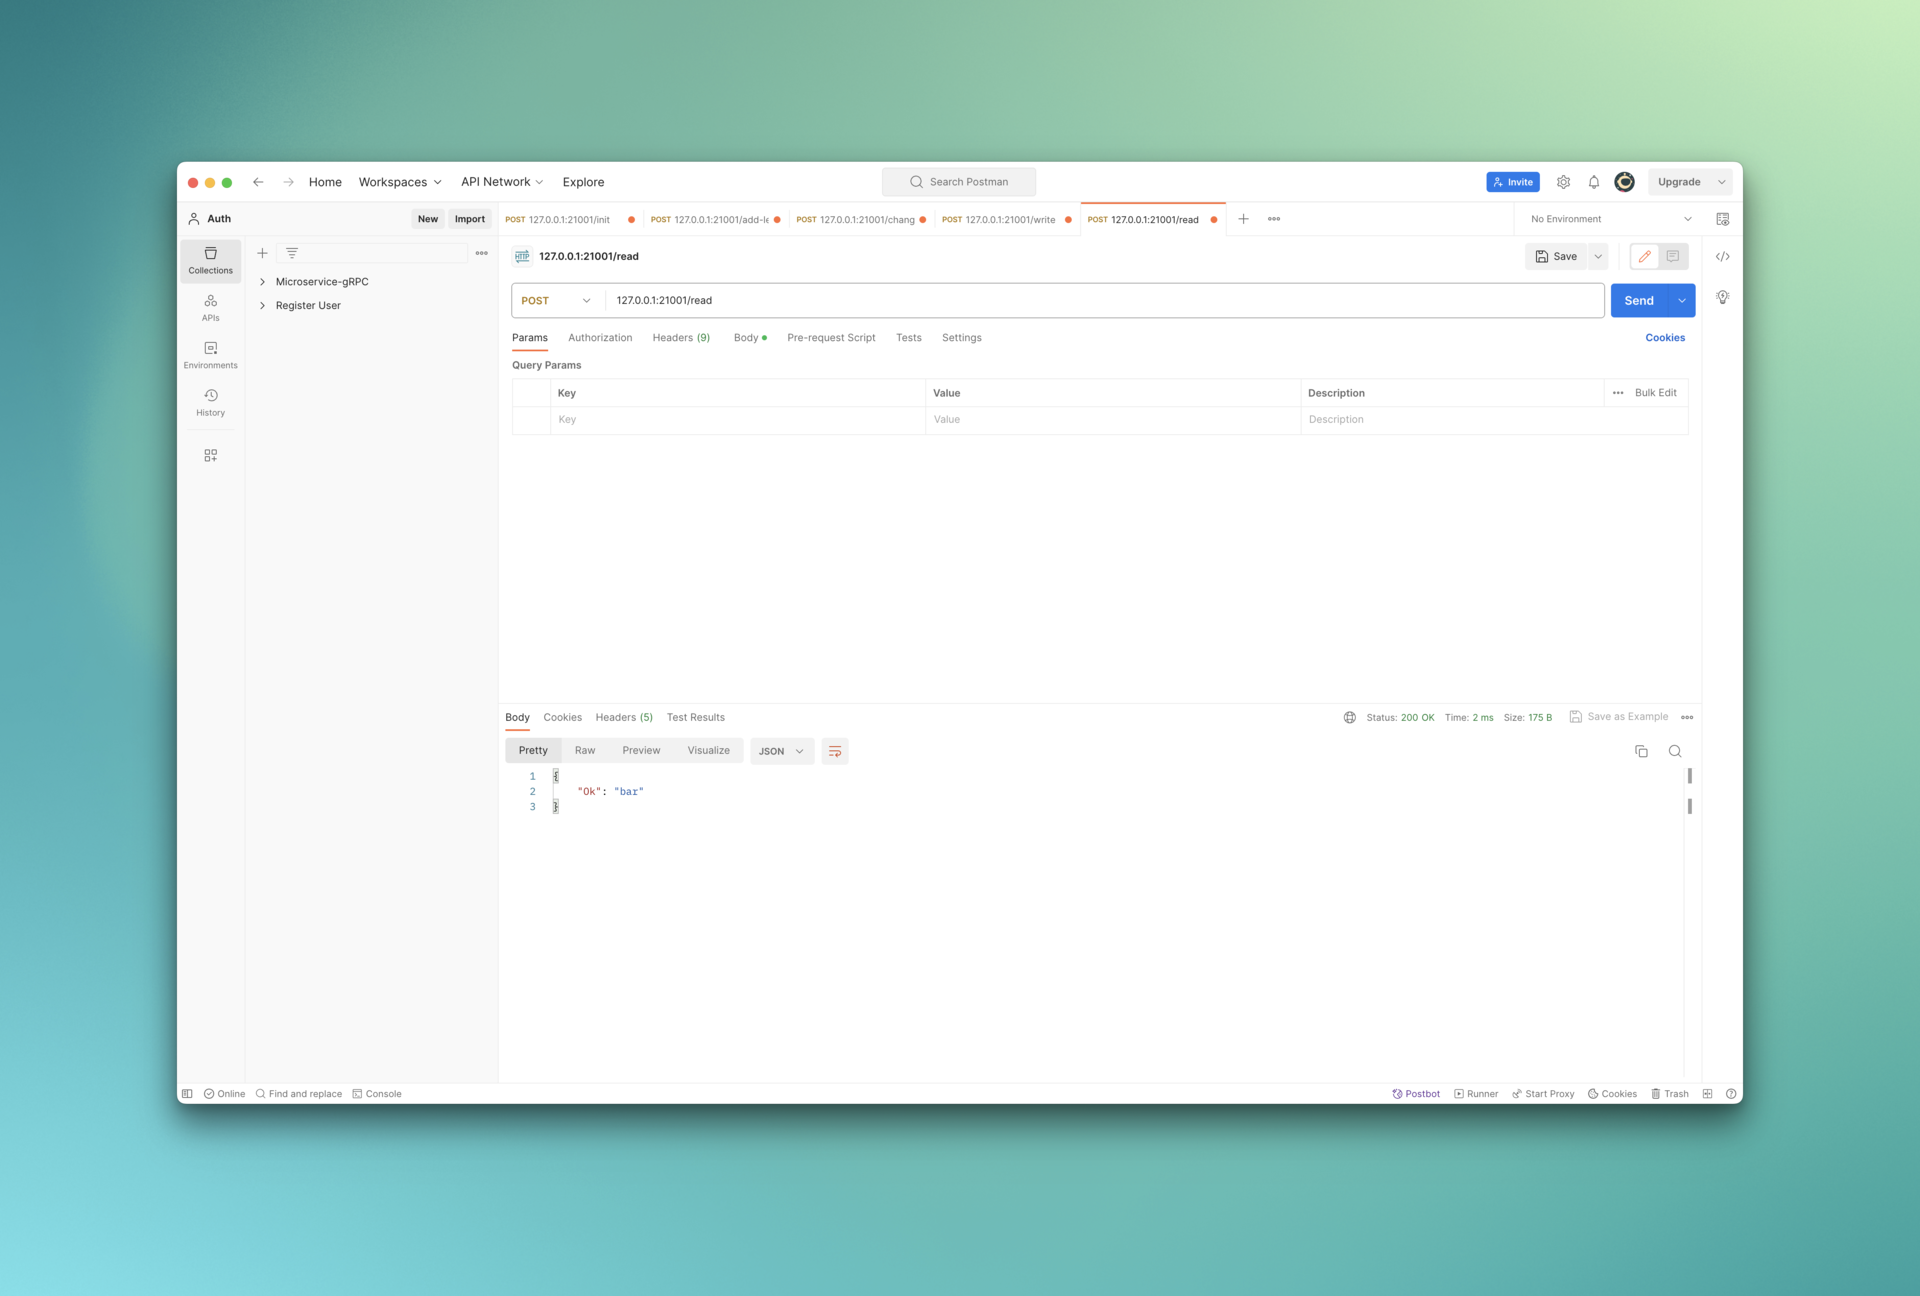 Home Workspaces API Network Explore Search Postman Invite Upgrade
Auth New Import POST 127.0.0.1:21001/init POST 127.0.0.1:21001/add-le POST 127.0.0.1:21001/chang POST 127.0.0.1:21001/write POST 127.0.0.1:21001/read No Environment
Collections
APIs
Environments
History
Microservice-gRPC
Register User
HTTP 127.0.0.1:21001/read Save
POST 127.0.0.1:21001/read Send
Params Authorization Headers (9) Body Pre-request Script Tests Settings Cookies
Query Params
Key Value Description Bulk Edit
Key Value Description
Body Cookies Headers (5) Test Results Status: 200 OK Time: 2 ms Size: 175 B Save as Example
Pretty Raw Preview Visualize JSON
1 {
2 "Ok": "bar"
3 }
Online Find and replace Console Postbot Runner Start Proxy Cookies Trash